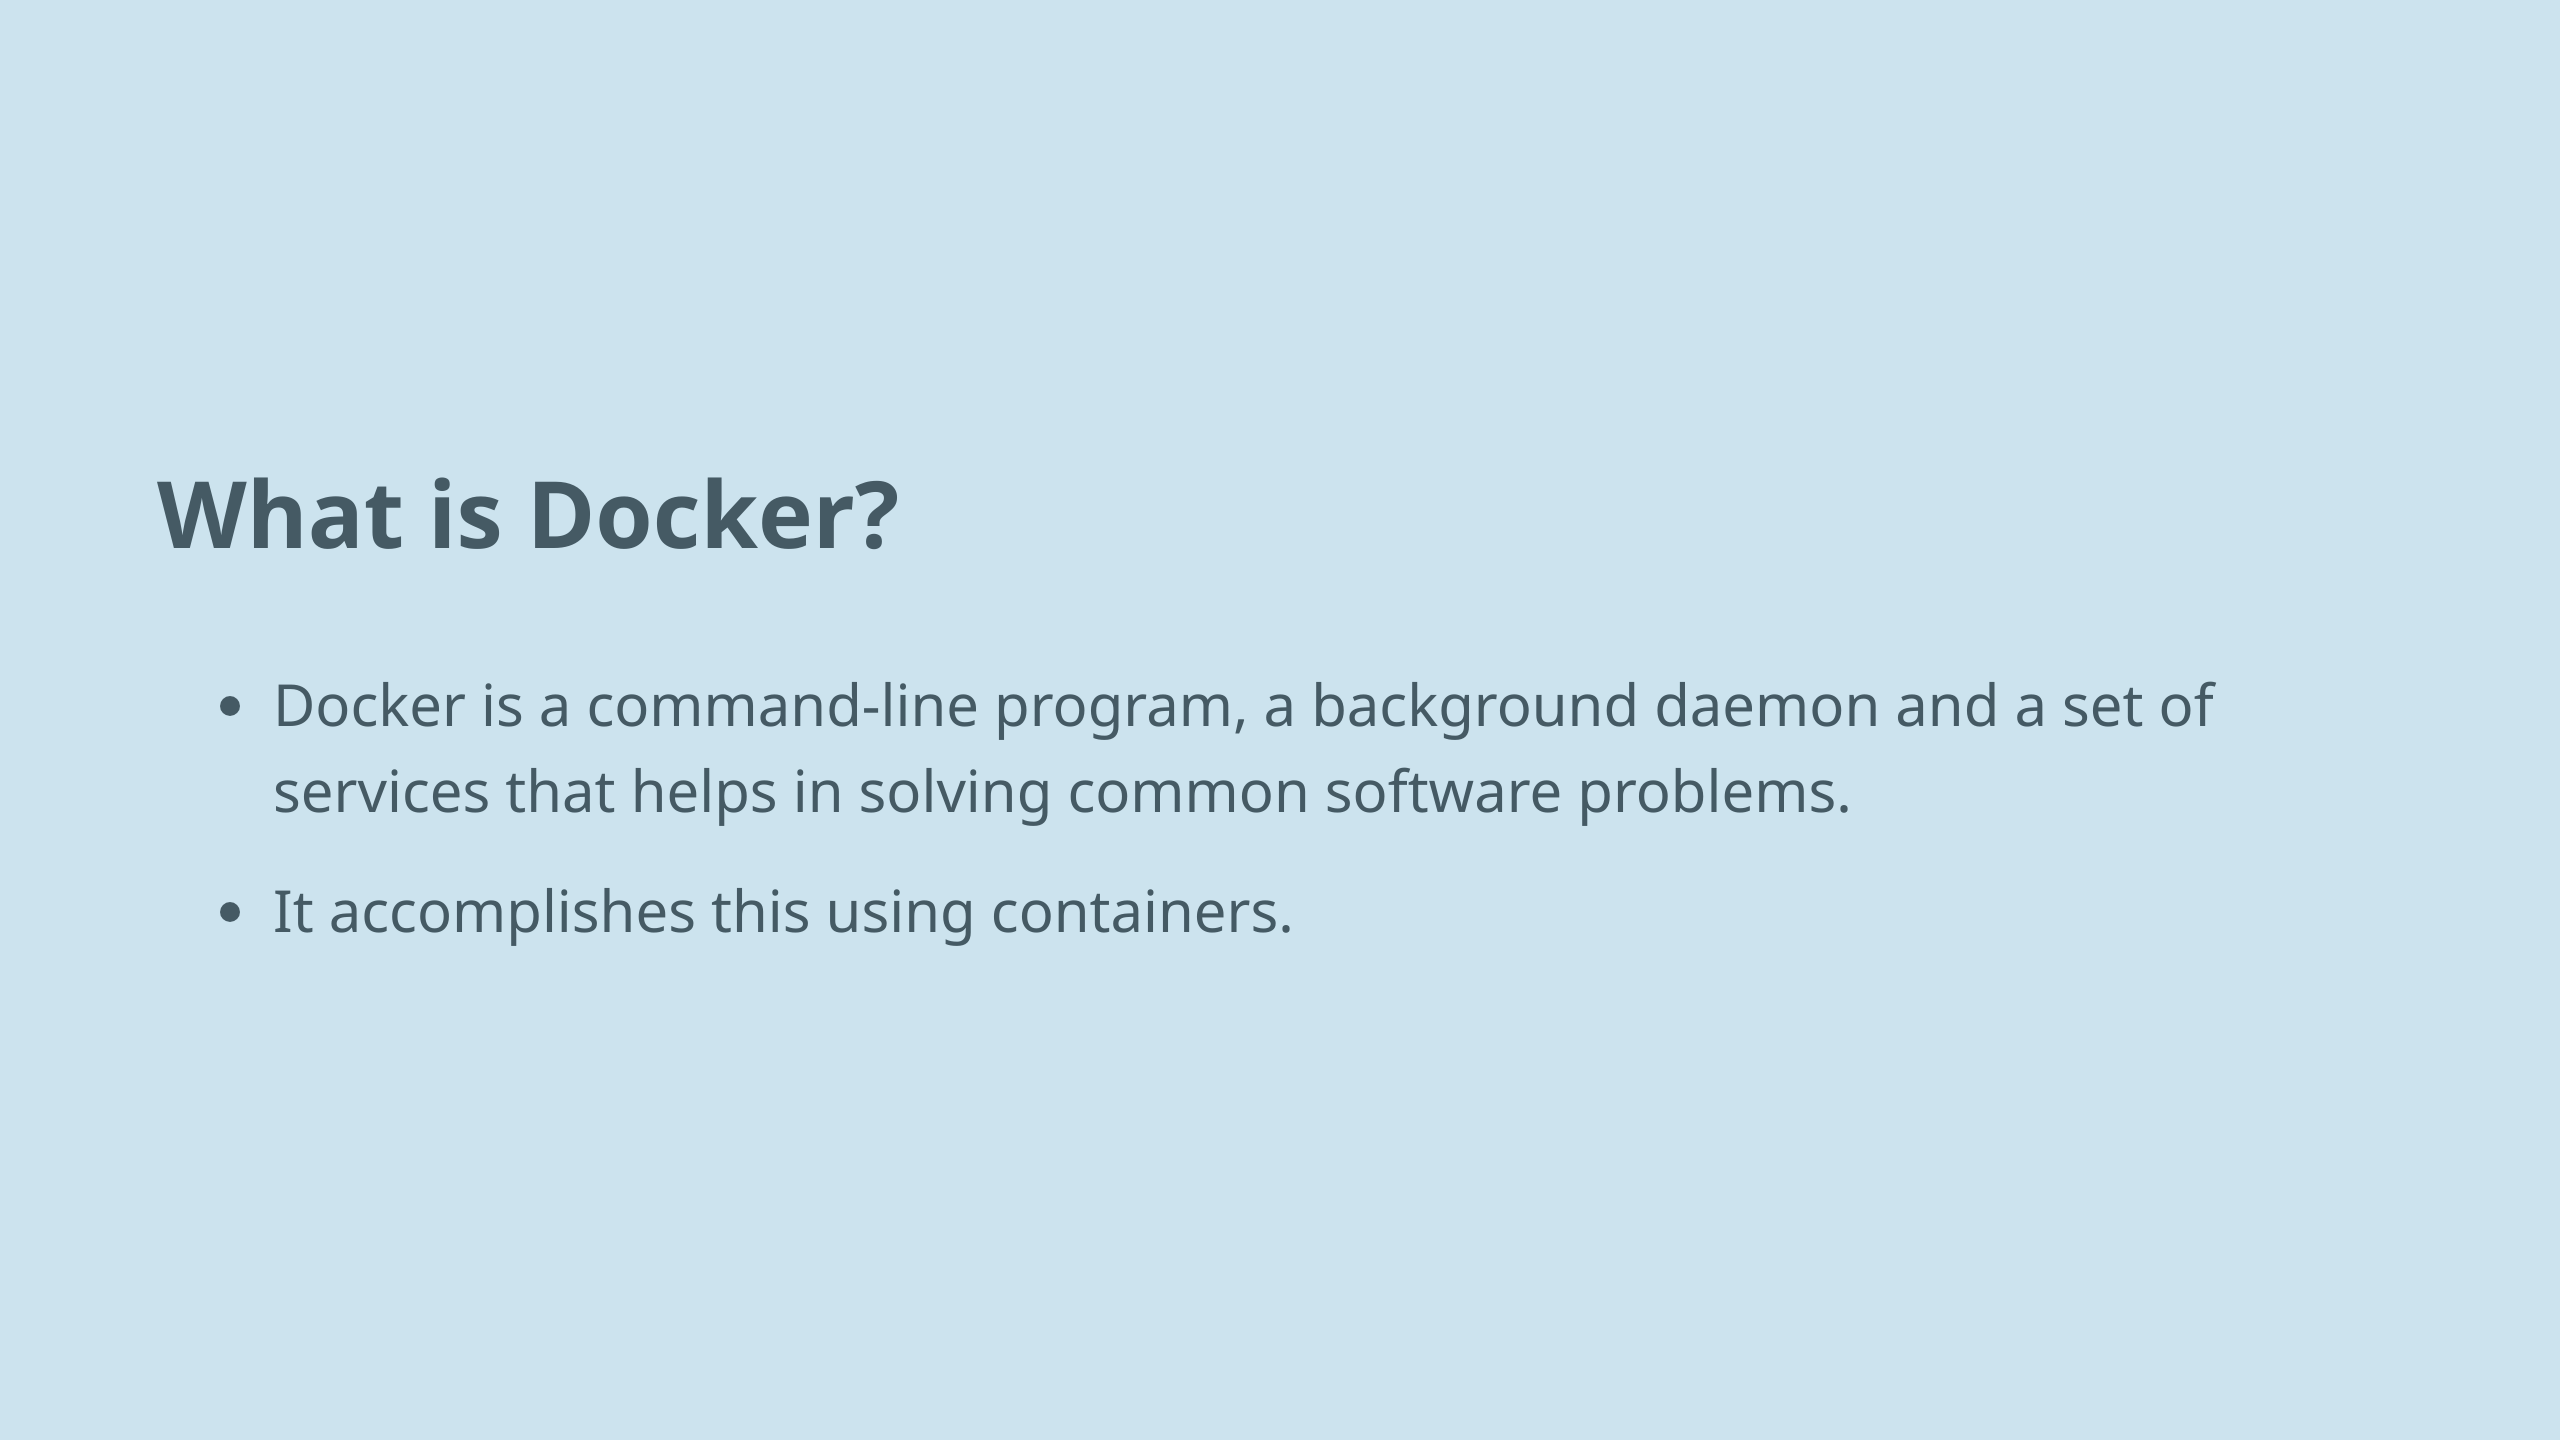 What is Docker?
• Docker is a command-line program, a background daemon and a set of
services that helps in solving common software problems.
• It accomplishes this using containers.